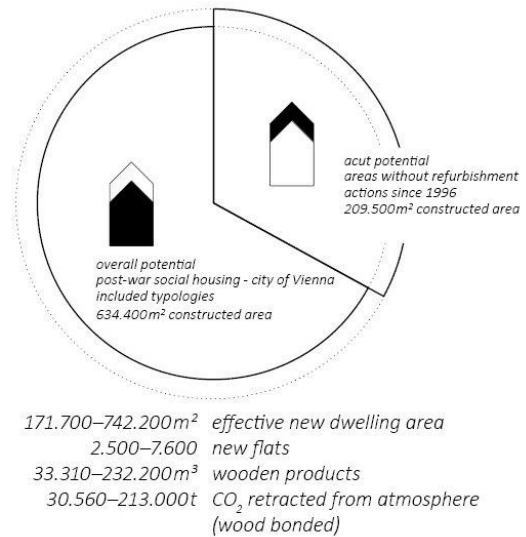 acut potential
areas without refurbishment
actions since 1996
209.500m² constructed area
overall potential
post-war social housing - city of Vienna
included typologies
634.400m² constructed area
171.700–742.200m² effective new dwelling area
2.500–7.600 new flats
33.310–232.200m³ wooden products
30.560–213.000t CO₂ retracted from atmosphere
(wood bonded)